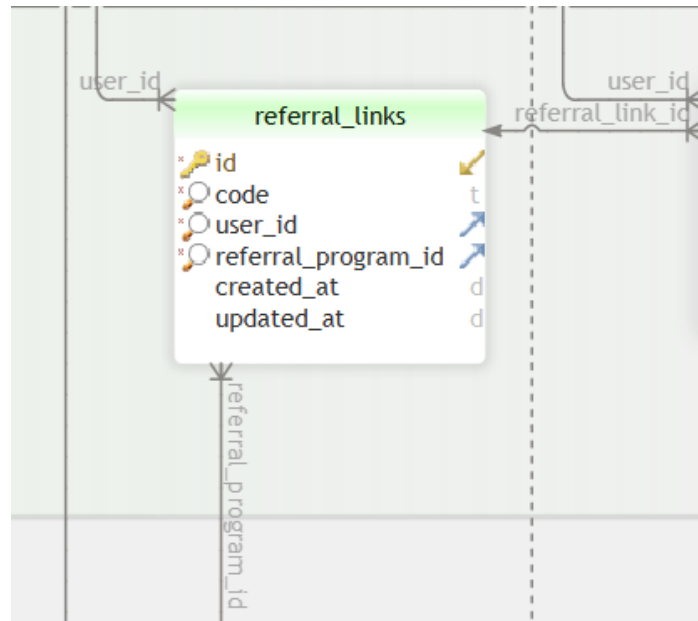 user_id
user_id
referral_link_id
referral_links
id
code t
user_id
referral_program_id
created_at d
updated_at d
referral_program_id